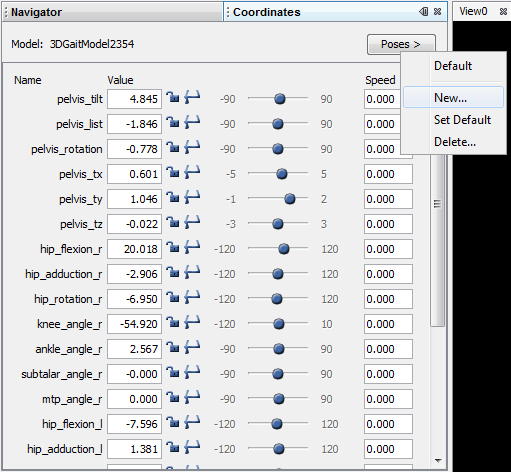 Navigator Coordinates View0
Model: 3DGaitModel2354 Poses >
Default
New...
Set Default
Delete...
Name Value Speed
pelvis_tilt 4.845 -90 90 0.000
pelvis_list -1.846 -90 90 0.000
pelvis_rotation -0.778 -90 90 0.000
pelvis_tx 0.601 -5 5 0.000
pelvis_ty 1.046 -1 2 0.000
pelvis_tz -0.022 -3 3 0.000
hip_flexion_r 20.018 -120 120 0.000
hip_adduction_r -2.906 -120 120 0.000
hip_rotation_r -6.950 -120 120 0.000
knee_angle_r -54.920 -120 10 0.000
ankle_angle_r 2.567 -90 90 0.000
subtalar_angle_r -0.000 -90 90 0.000
mtp_angle_r 0.000 -90 90 0.000
hip_flexion_l -7.596 -120 120 0.000
hip_adduction_l 1.381 -120 120 0.000